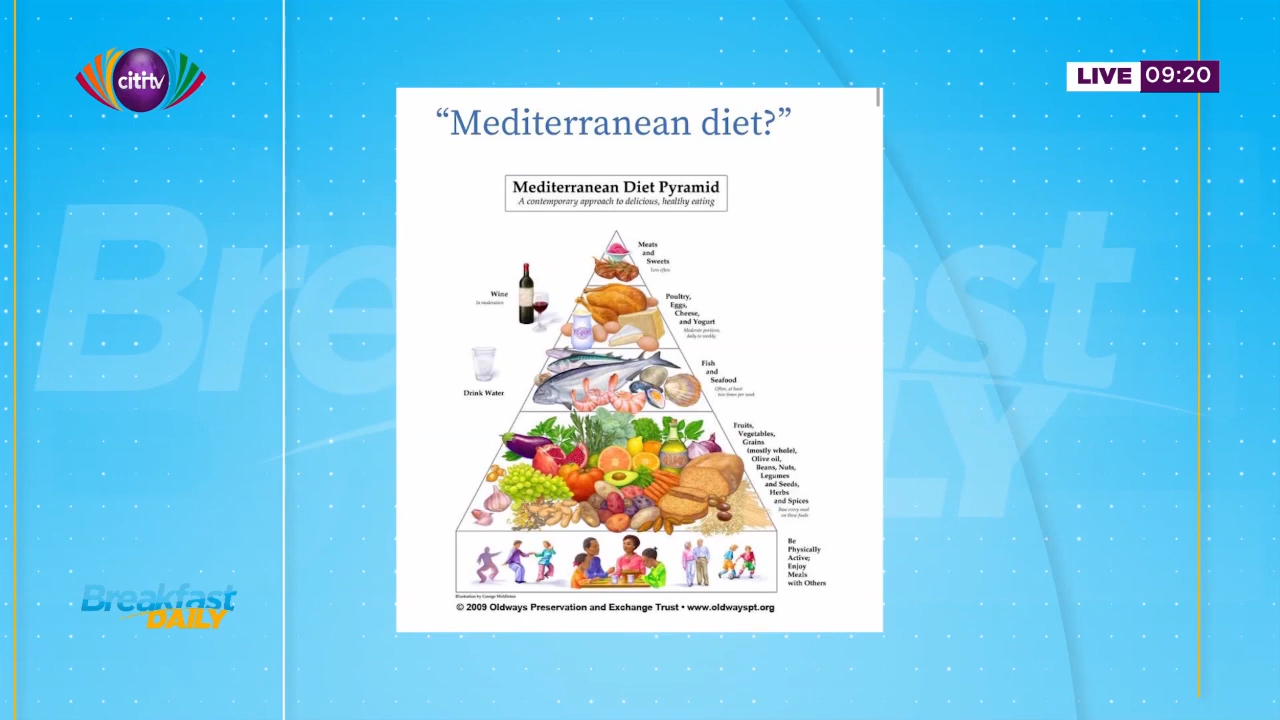 citi tv
LIVE 09:20
"Mediterranean diet?"
Mediterranean Diet Pyramid
A contemporary approach to delicious, healthy eating
Meats
and
Sweets
Less often
Wine
In moderation
Poultry,
Eggs,
Cheese,
and Yogurt
Moderate portions,
daily to weekly
Drink Water
Fish
and
Seafood
Often, at least
two times per week
Fruits,
Vegetables,
Grains
(mostly whole),
Olive oil,
Beans, Nuts,
Legumes
and Seeds,
Herbs
and Spices
Base every meal
on these foods
Be
Physically
Active;
Enjoy
Meals
with Others
Illustration by George Middleton
© 2009 Oldways Preservation and Exchange Trust • www.oldwayspt.org
Breakfast
DAILY